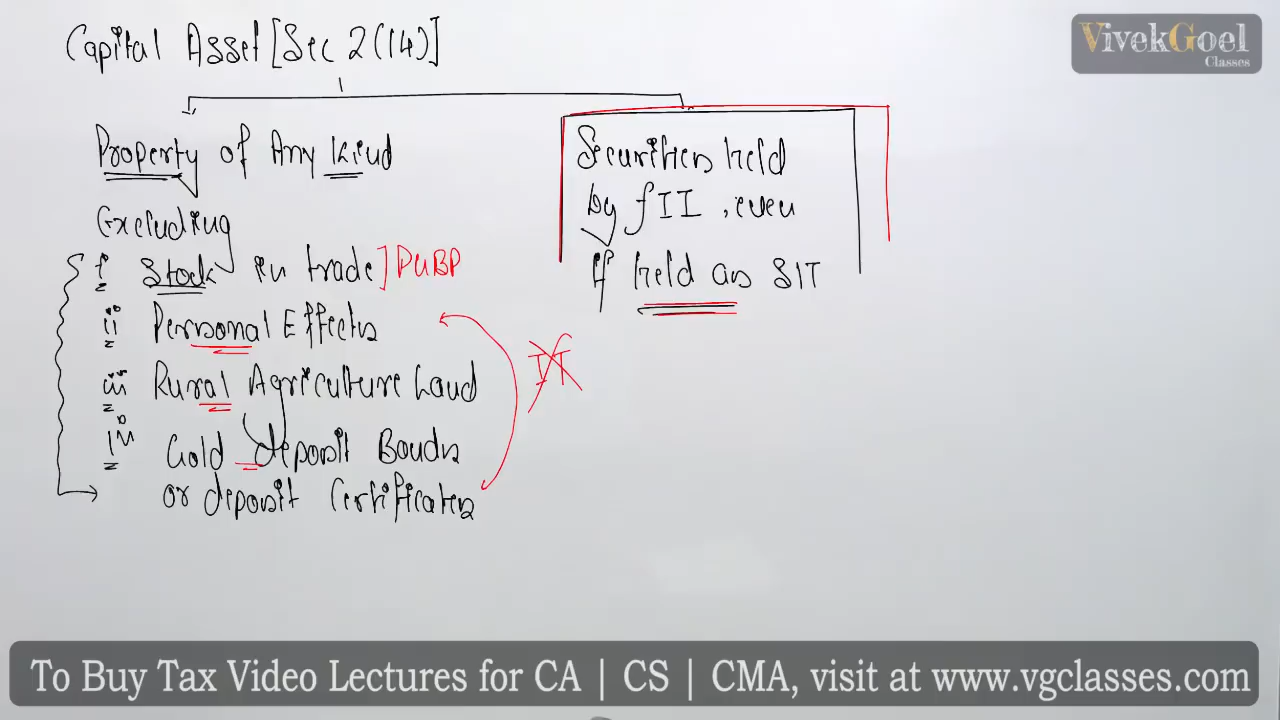 Capital Asset [Sec 2(14)]
VivekGoel
Classes
Property of Any kind
Excluding
i Stock in trade ] PGBP
ii Personal Effects
iii Rural Agriculture Land
iv Gold deposit Bonds
or deposit Certificates
IT
Securities held
by fII, even
if held as SIT
To Buy Tax Video Lectures for CA | CS | CMA, visit at www.vgclasses.com